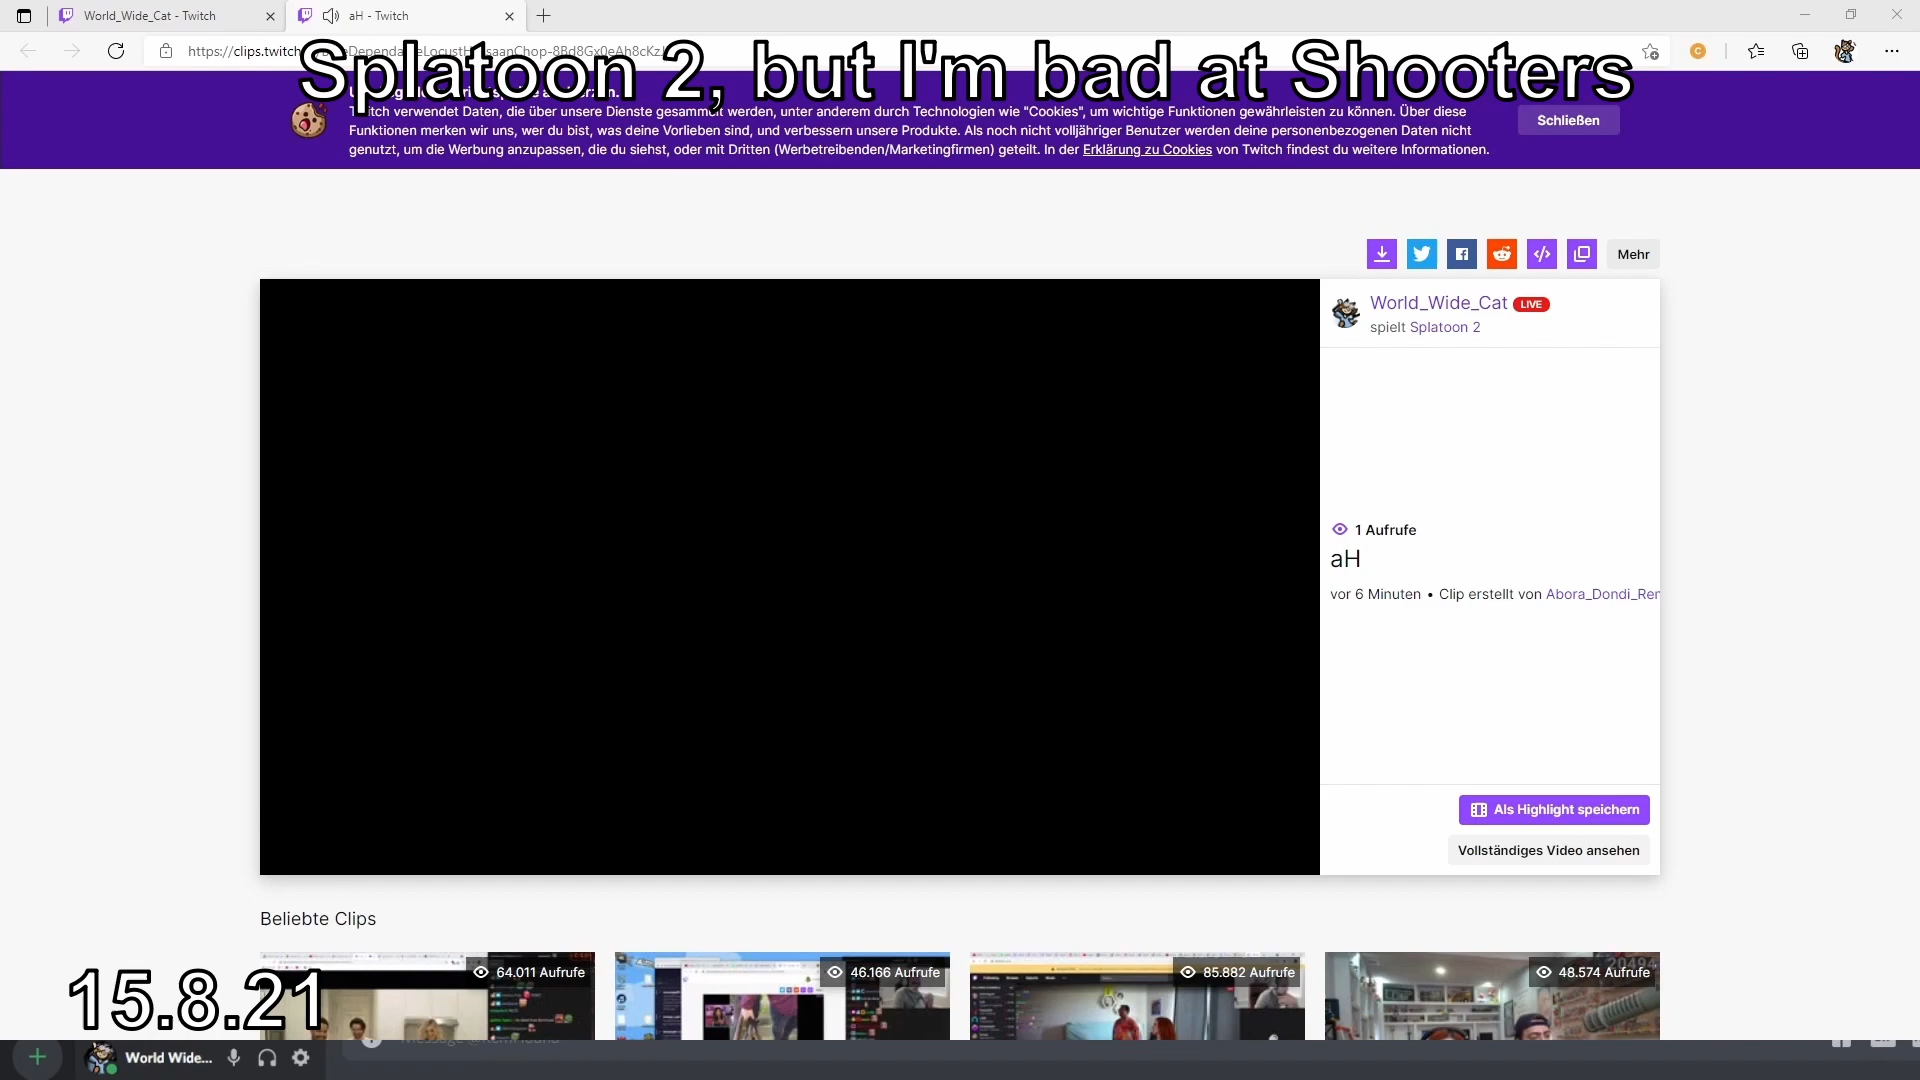 World_Wide_Cat - Twitch
aH - Twitch
https://clips.twitch
Splatoon 2, but I'm bad at Shooters
Twitch verwendet Daten, die über unsere Dienste gesammelt werden, unter anderem durch Technologien wie "Cookies", um wichtige Funktionen gewährleisten zu können. Über diese
Funktionen merken wir uns, wer du bist, was deine Vorlieben sind, und verbessern unsere Produkte. Als noch nicht volljähriger Benutzer werden deine personenbezogenen Daten nicht
genutzt, um die Werbung anzupassen, die du siehst, oder mit Dritten (Werbetreibenden/Marketingfirmen) geteilt. In der Erklärung zu Cookies von Twitch findest du weitere Informationen.
Schließen
Mehr
World_Wide_Cat LIVE
spielt Splatoon 2
1 Aufrufe
aH
vor 6 Minuten • Clip erstellt von Abora_Dondi_Rer
Als Highlight speichern
Vollständiges Video ansehen
Beliebte Clips
64.011 Aufrufe
46.166 Aufrufe
85.882 Aufrufe
48.574 Aufrufe
15.8.21
World Wide...